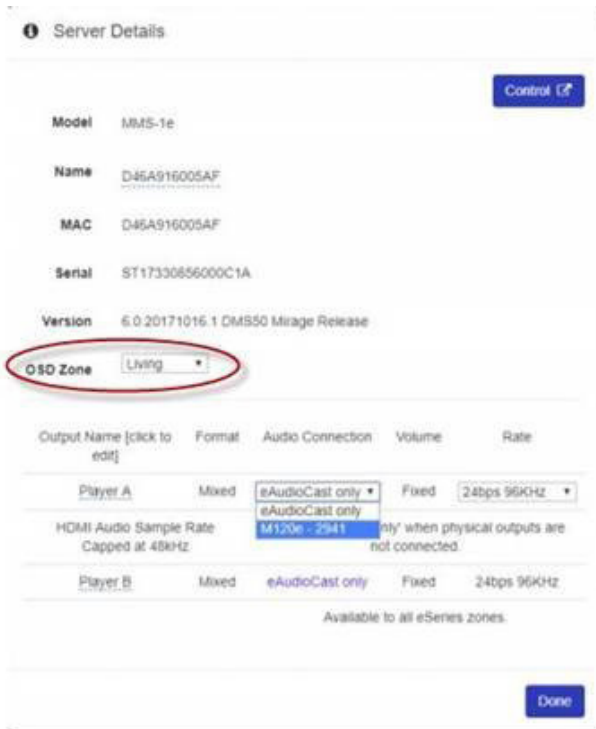 Server Details
Control
Model MMS-1e
Name D46A916005AF
MAC D46A916005AF
Serial ST17330856000C1A
Version 6.0.20171016.1 DMS50 Mirage Release
OSD Zone Living
Output Name [click to edit] Format Audio Connection Volume Rate
Player A Mixed eAudioCast only Fixed 24bps 96KHz
eAudioCast only
M120e - 2941
HDMI Audio Sample Rate Capped at 48kHz
nly' when physical outputs are not connected.
Player B Mixed eAudioCast only Fixed 24bps 96KHz
Available to all eSeries zones.
Done